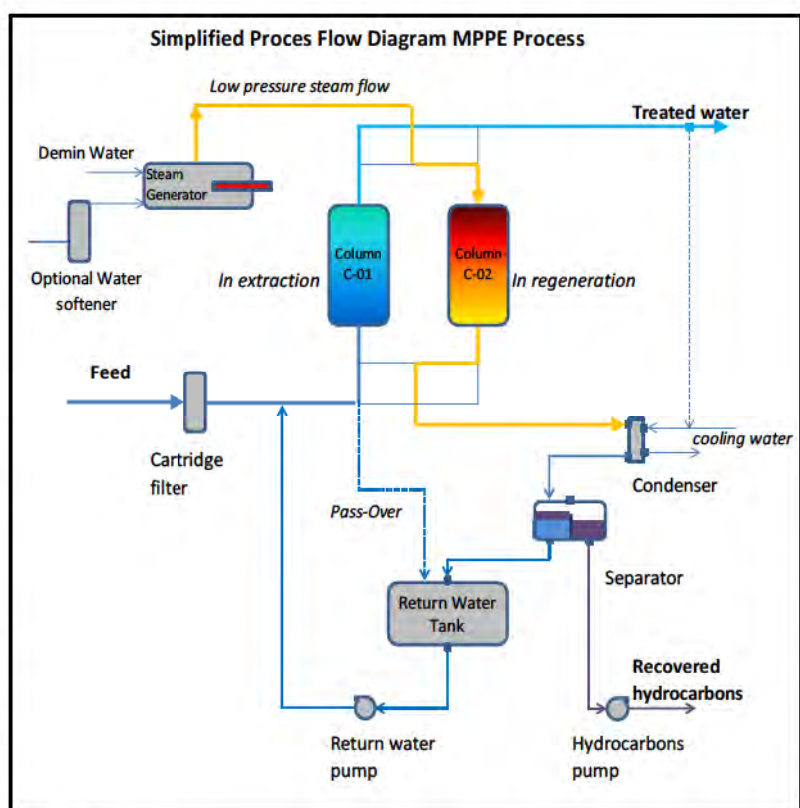 Simplified Proces Flow Diagram MPPE Process
Low pressure steam flow
Treated water
Demin Water
Steam
Generator
Optional Water
softener
Column
C-01
Column
C-02
In extraction
In regeneration
Feed
Cartridge
filter
cooling water
Condenser
Pass-Over
Separator
Return Water
Tank
Recovered
hydrocarbons
Return water
pump
Hydrocarbons
pump